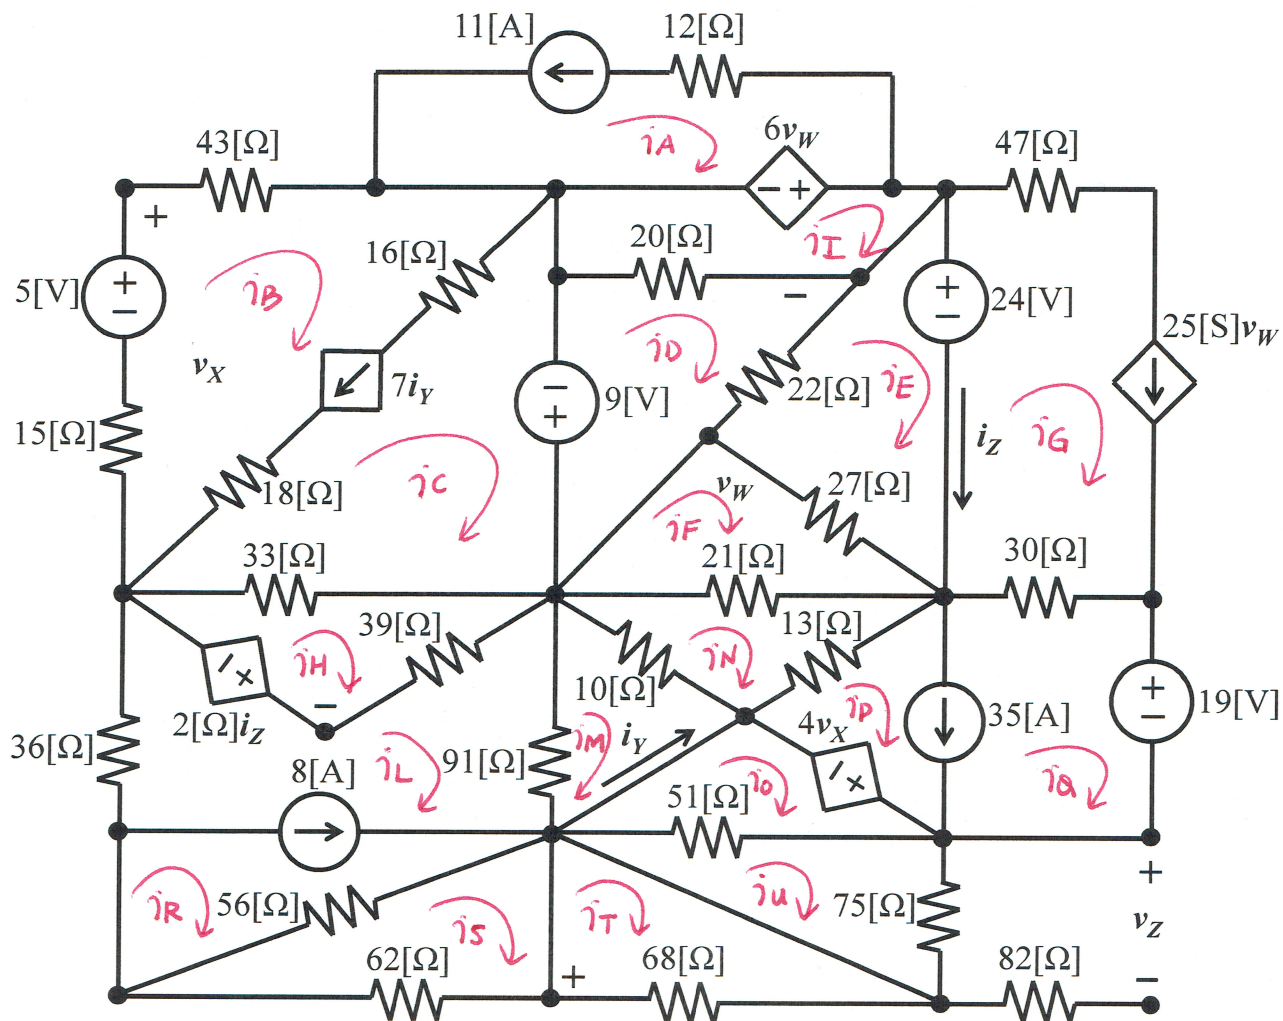 11[A]
12[Ω]
iA
6vW
− +
43[Ω]
47[Ω]
+
16[Ω]
20[Ω]
iI
−
5[V]
+
−
iB
iD
24[V]
+
−
25[S]vW
vX
7iY
−
+
9[V]
22[Ω]
iE
15[Ω]
iC
iZ
iG
18[Ω]
vW
27[Ω]
iF
33[Ω]
21[Ω]
30[Ω]
39[Ω]
13[Ω]
iH
− +
−
iN
10[Ω]
2[Ω]iZ
4vX
iP
35[A]
+
−
19[V]
36[Ω]
iL
91[Ω]
iM
iY
− +
8[A]
51[Ω]
iO
iQ
+
iR
56[Ω]
iS
iT
iU
75[Ω]
vZ
62[Ω]
+
68[Ω]
82[Ω]
−